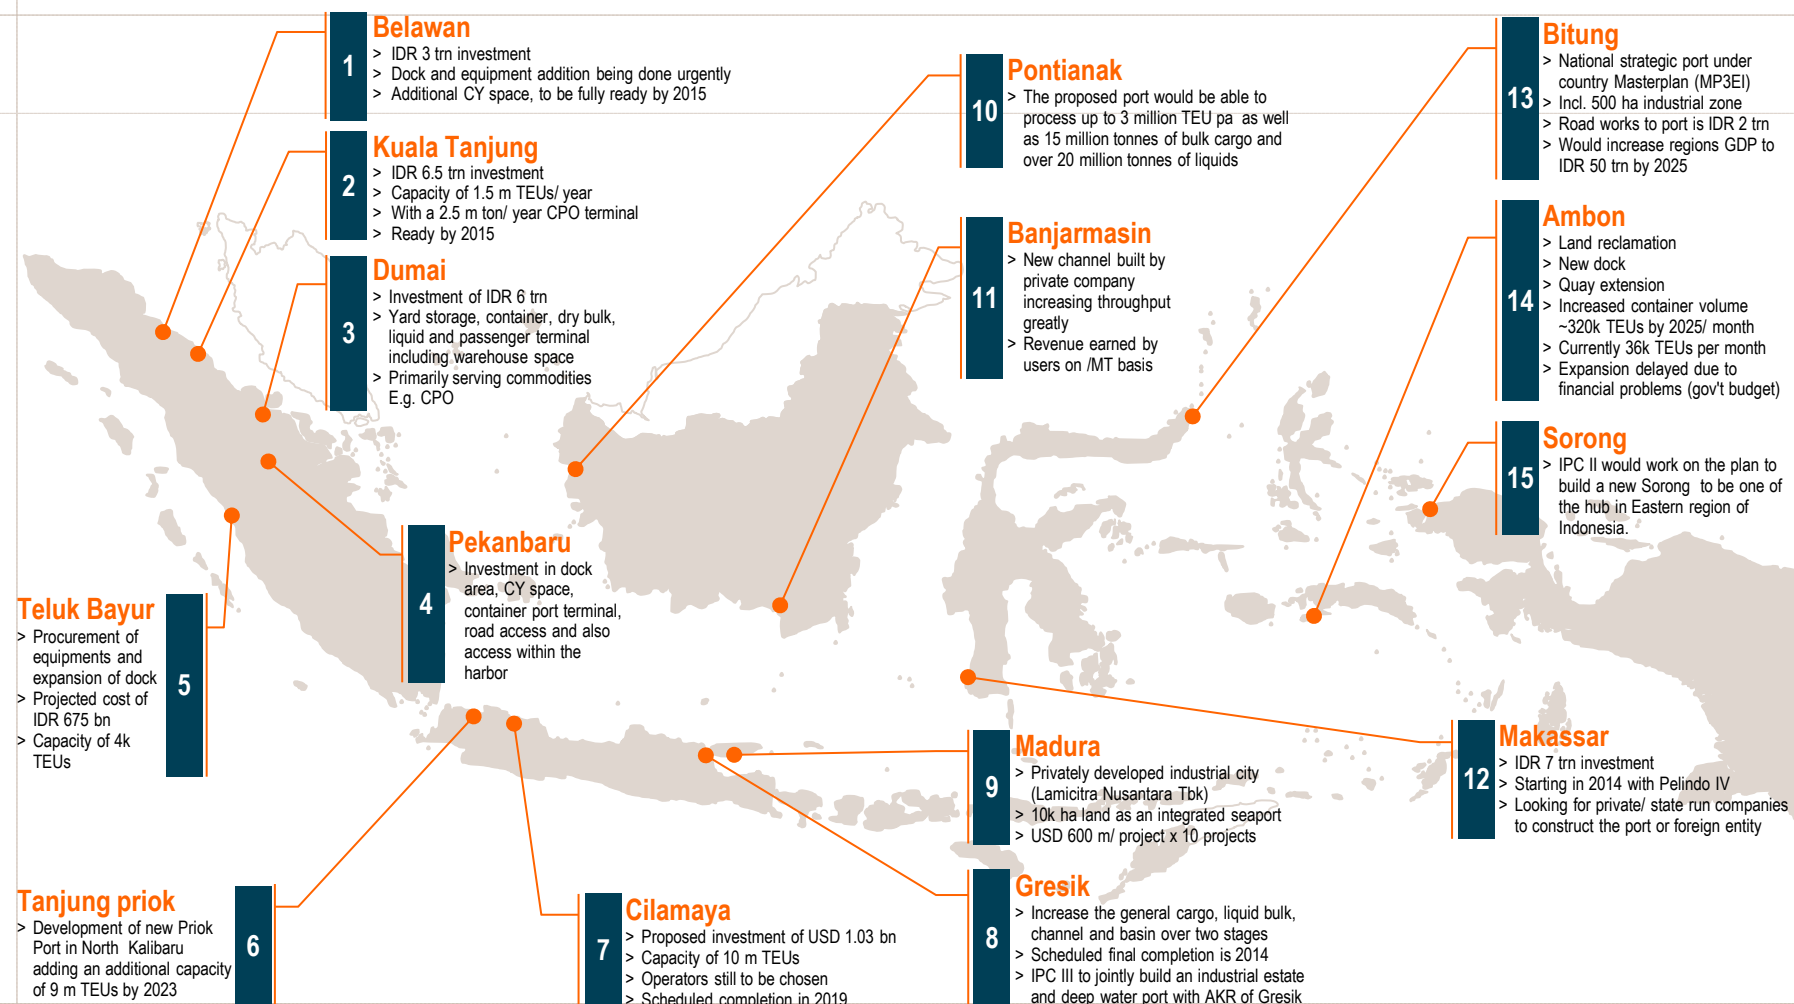 1
Belawan
> IDR 3 trn investment
> Dock and equipment addition being done urgently
> Additional CY space, to be fully ready by 2015
2
Kuala Tanjung
> IDR 6.5 trn investment
> Capacity of 1.5 m TEUs/ year
> With a 2.5 m ton/ year CPO terminal
> Ready by 2015
3
Dumai
> Investment of IDR 6 trn
> Yard storage, container, dry bulk,
liquid and passenger terminal
including warehouse space
> Primarily serving commodities
E.g. CPO
4
Pekanbaru
> Investment in dock
area, CY space,
container port terminal,
road access and also
access within the
harbor
Teluk Bayur
5
> Procurement of
equipments and
expansion of dock
> Projected cost of
IDR 675 bn
> Capacity of 4k
TEUs
Tanjung priok
6
> Development of new Priok
Port in North Kalibaru
adding an additional capacity
of 9 m TEUs by 2023
7
Cilamaya
> Proposed investment of USD 1.03 bn
> Capacity of 10 m TEUs
> Operators still to be chosen
> Scheduled completion in 2019
8
Gresik
> Increase the general cargo, liquid bulk,
channel and basin over two stages
> Scheduled final completion is 2014
> IPC III to jointly build an industrial estate
and deep water port with AKR of Gresik
9
Madura
> Privately developed industrial city
(Lamicitra Nusantara Tbk)
> 10k ha land as an integrated seaport
> USD 600 m/ project x 10 projects
10
Pontianak
> The proposed port would be able to
process up to 3 million TEU pa as well
as 15 million tonnes of bulk cargo and
over 20 million tonnes of liquids
11
Banjarmasin
> New channel built by
private company
increasing throughput
greatly
> Revenue earned by
users on /MT basis
12
Makassar
> IDR 7 trn investment
> Starting in 2014 with Pelindo IV
> Looking for private/ state run companies
to construct the port or foreign entity
13
Bitung
> National strategic port under
country Masterplan (MP3EI)
> Incl. 500 ha industrial zone
> Road works to port is IDR 2 trn
> Would increase regions GDP to
IDR 50 trn by 2025
14
Ambon
> Land reclamation
> New dock
> Quay extension
> Increased container volume
~320k TEUs by 2025/ month
> Currently 36k TEUs per month
> Expansion delayed due to
financial problems (gov't budget)
15
Sorong
> IPC II would work on the plan to
build a new Sorong to be one of
the hub in Eastern region of
Indonesia.